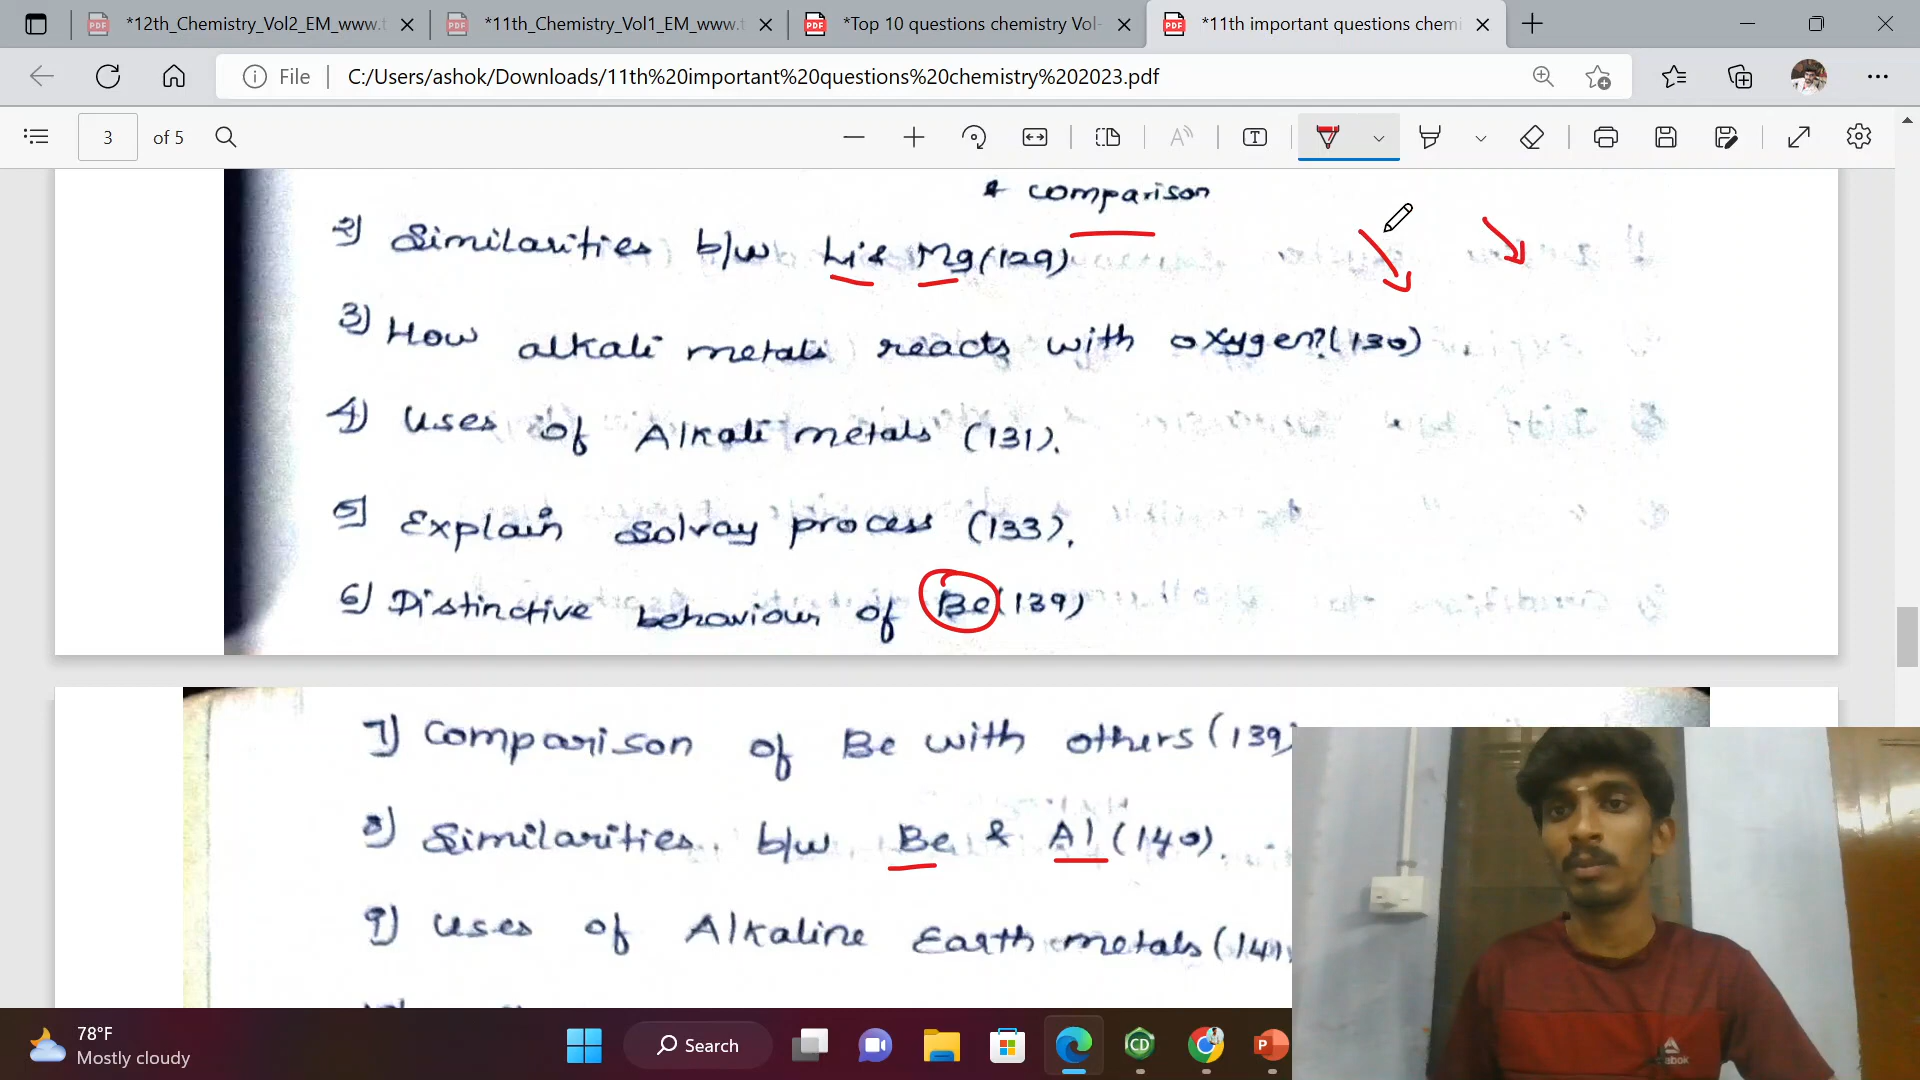 *12th_Chemistry_Vol2_EM_www.t
*11th_Chemistry_Vol1_EM_www.t
*Top 10 questions chemistry Vol-
*11th important questions chemi
File
C:/Users/ashok/Downloads/11th%20important%20questions%20chemistry%202023.pdf
3 of 5
& comparison
2) Similarities b/w Li & Mg(129)
3) How alkali metals reacts with oxygen?(130)
4) Uses of Alkali metals (131).
5) Explain solvay process (133).
6) Distinctive behaviour of Be(139)
7) Comparison of Be with others(139)
8) Similarities b/w Be & Al(140).
9) Uses of Alkaline Earth metals(141
78°F
Mostly cloudy
Search